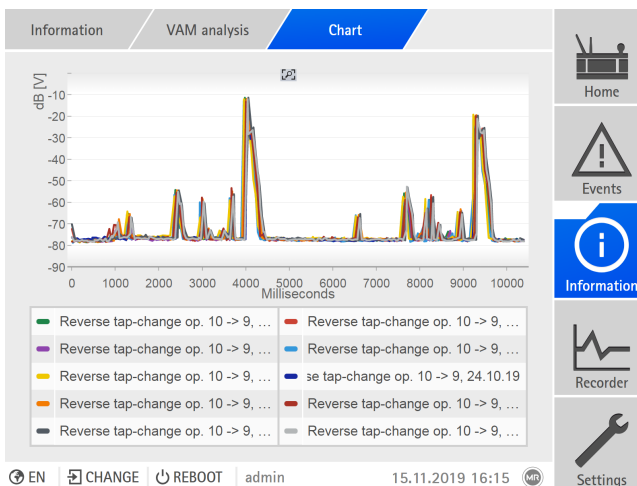 Information
VAM analysis
Chart
dB [V]
-10
-20
-30
-40
-50
-60
-70
-80
-90
0
1000
2000
3000
4000
5000
6000
7000
8000
9000
10000
Milliseconds
Reverse tap-change op. 10 -> 9, ...
Reverse tap-change op. 10 -> 9, ...
Reverse tap-change op. 10 -> 9, ...
Reverse tap-change op. 10 -> 9, ...
Reverse tap-change op. 10 -> 9, ...
se tap-change op. 10 -> 9, 24.10.19
Reverse tap-change op. 10 -> 9, ...
Reverse tap-change op. 10 -> 9, ...
Reverse tap-change op. 10 -> 9, ...
Reverse tap-change op. 10 -> 9, ...
Home
Events
Information
Recorder
Settings
EN
CHANGE
REBOOT
admin
15.11.2019 16:15
MR